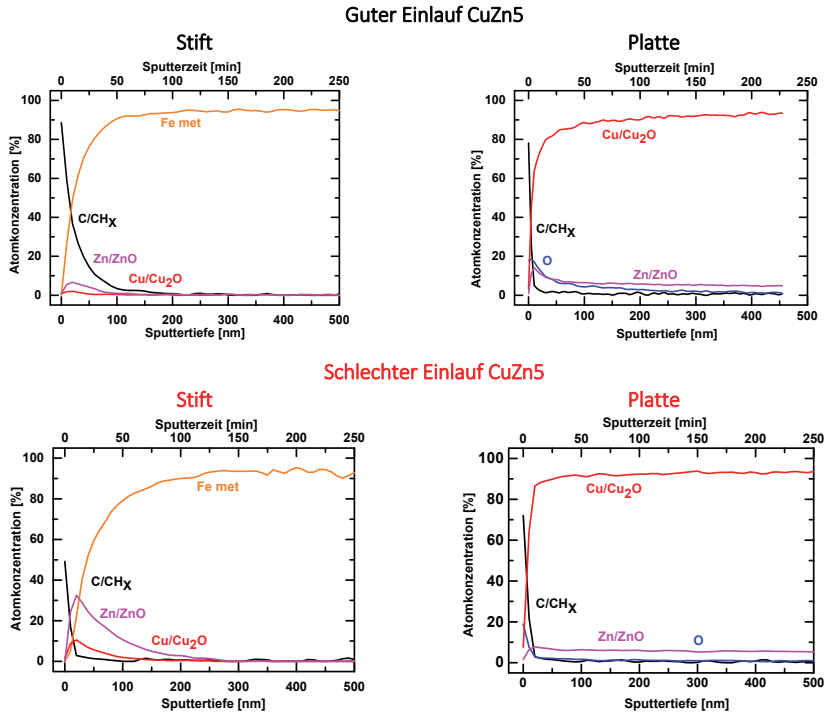 Guter Einlauf CuZn5
Stift
Sputterzeit [min]
0 50 100 150 200 250
100
80
60
40
20
0
Atomkonzentration [%]
Fe met
C/CHX
Zn/ZnO
Cu/Cu2O
0 100 200 300 400 500
Sputtertiefe [nm]
Platte
Sputterzeit [min]
0 50 100 150 200 250
100
80
60
40
20
0
Atomkonzentration [%]
Cu/Cu2O
C/CHX
O
Zn/ZnO
0 100 200 300 400 500
Sputtertiefe [nm]
Schlechter Einlauf CuZn5
Stift
Sputterzeit [min]
0 50 100 150 200 250
100
80
60
40
20
0
Atomkonzentration [%]
Fe met
C/CHX
Zn/ZnO
Cu/Cu2O
0 100 200 300 400 500
Sputtertiefe [nm]
Platte
Sputterzeit [min]
0 50 100 150 200 250
100
80
60
40
20
0
Atomkonzentration [%]
Cu/Cu2O
C/CHX
Zn/ZnO
O
0 100 200 300 400 500
Sputtertiefe [nm]